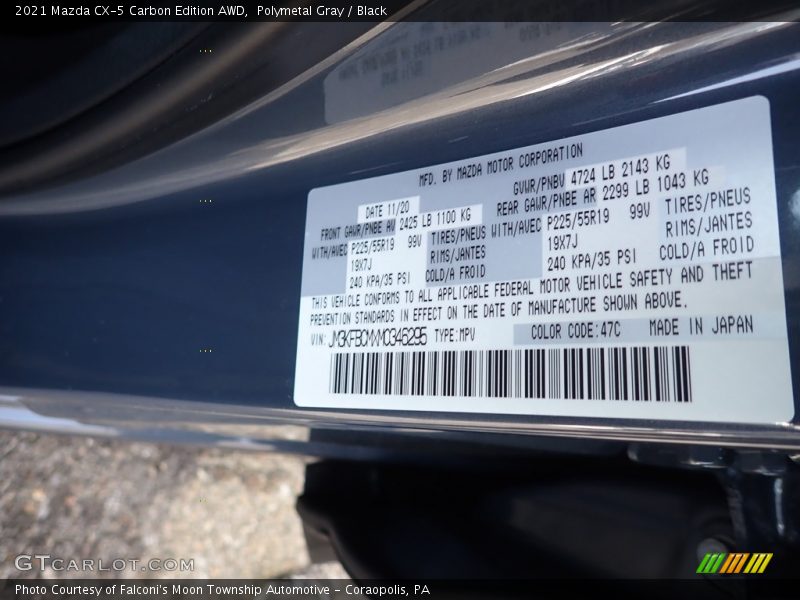 2021 Mazda CX-5 Carbon Edition AWD,  Polymetal Gray / Black
MFD. BY MAZDA MOTOR CORPORATION
DATE 11/20 GVWR/PNBV 4724 LB 2143 KG
FRONT GAWR/PNBE AV 2425 LB 1100 KG REAR GAWR/PNBE AR 2299 LB 1043 KG
WITH/AVEC P225/55R19 99V TIRES/PNEUS WITH/AVEC P225/55R19 99V TIRES/PNEUS
19X7J RIMS/JANTES 19X7J RIMS/JANTES
240 KPA/35 PSI COLD/A FROID 240 KPA/35 PSI COLD/A FROID
THIS VEHICLE CONFORMS TO ALL APPLICABLE FEDERAL MOTOR VEHICLE SAFETY AND THEFT
PREVENTION STANDARDS IN EFFECT ON THE DATE OF MANUFACTURE SHOWN ABOVE.
VIN: JM3KFBCMXM0346295 TYPE:MPV COLOR CODE:47C MADE IN JAPAN
GTCARLOT.COM
Photo Courtesy of Falconi's Moon Township Automotive - Coraopolis, PA